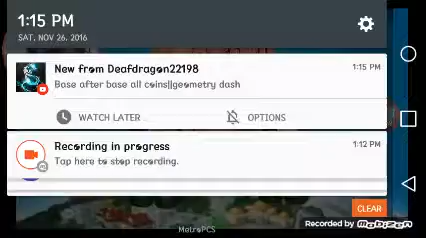 1:15 PM
SAT, NOV 26, 2016
New from Deafdragon22198
1:15 PM
Base after base all coins||geometry dash
WATCH LATER
OPTIONS
Recording in progress
1:12 PM
Tap here to stop recording.
CLEAR
Recorded by Mobizen
MetroPCS